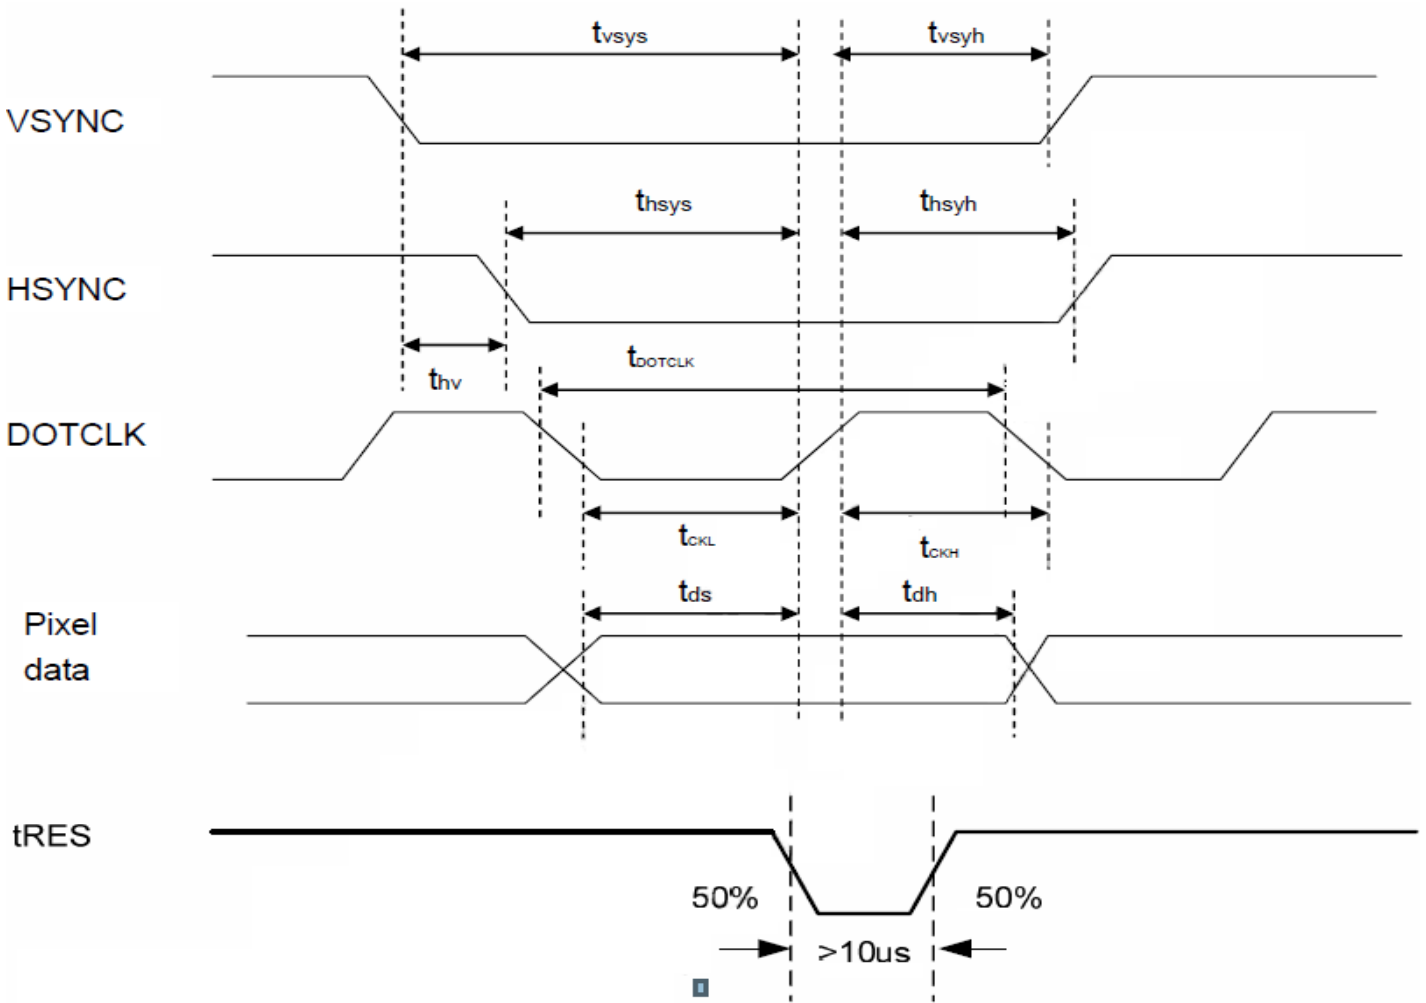 tvsys
tvsyh
VSYNC
thsys
thsyh
HSYNC
tDOTCLK
thv
DOTCLK
tCKL
tCKH
tds
tdh
Pixel
data
tRES
50%
50%
>10us